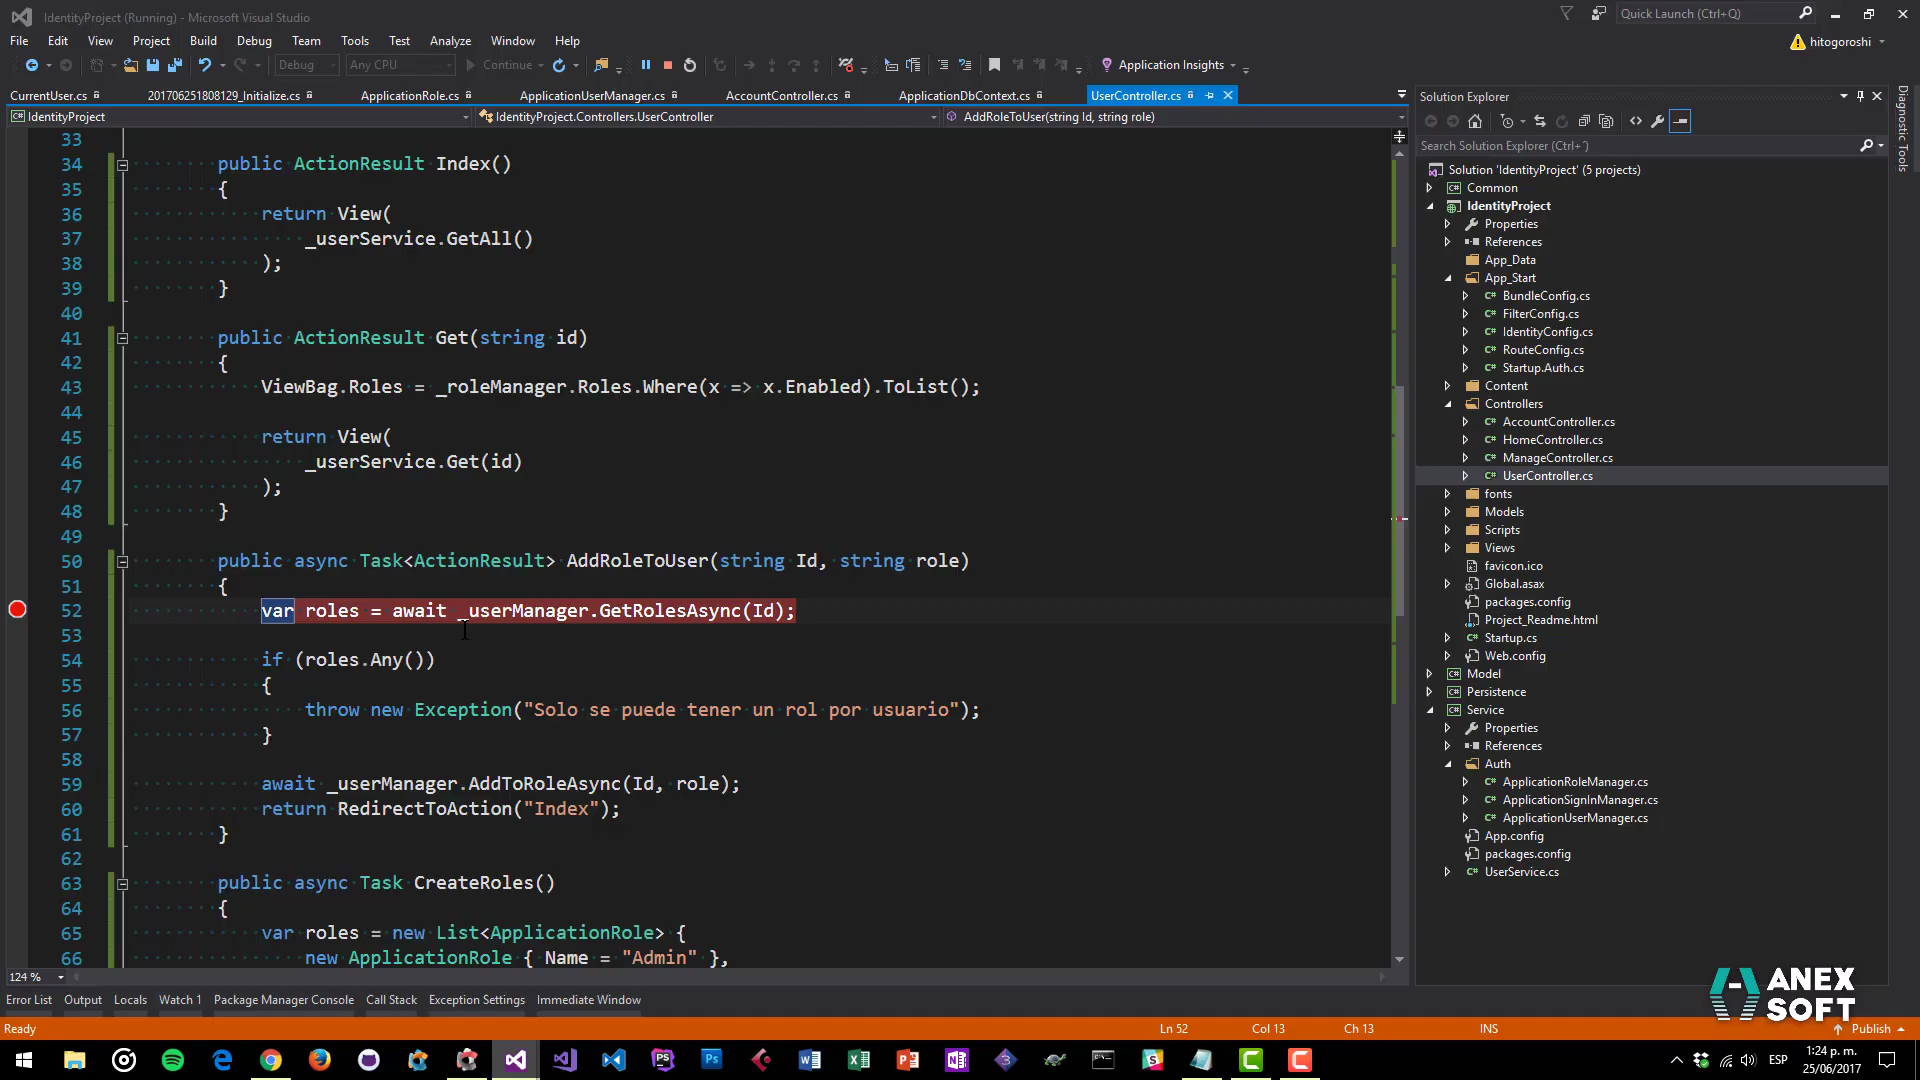 IdentityProject (Running) - Microsoft Visual Studio
Quick Launch (Ctrl+Q)
File Edit View Project Build Debug Team Tools Test Analyze Window Help
hitogoroshi
Debug Any CPU Continue Application Insights
CurrentUser.cs 201706251808129_Initialize.cs ApplicationRole.cs ApplicationUserManager.cs AccountController.cs ApplicationDbContext.cs UserController.cs
IdentityProject IdentityProject.Controllers.UserController AddRoleToUser(string Id, string role)
33
34 public ActionResult Index()
35 {
36 return View(
37 _userService.GetAll()
38 );
39 }
40
41 public ActionResult Get(string id)
42 {
43 ViewBag.Roles = _roleManager.Roles.Where(x => x.Enabled).ToList();
44
45 return View(
46 _userService.Get(id)
47 );
48 }
49
50 public async Task<ActionResult> AddRoleToUser(string Id, string role)
51 {
52 var roles = await _userManager.GetRolesAsync(Id);
53
54 if (roles.Any())
55 {
56 throw new Exception("Solo se puede tener un rol por usuario");
57 }
58
59 await _userManager.AddToRoleAsync(Id, role);
60 return RedirectToAction("Index");
61 }
62
63 public async Task CreateRoles()
64 {
65 var roles = new List<ApplicationRole> {
66 new ApplicationRole { Name = "Admin" },
124 %
Solution Explorer
Search Solution Explorer (Ctrl+´)
Solution 'IdentityProject' (5 projects)
Common
IdentityProject
Properties
References
App_Data
App_Start
BundleConfig.cs
FilterConfig.cs
IdentityConfig.cs
RouteConfig.cs
Startup.Auth.cs
Content
Controllers
AccountController.cs
HomeController.cs
ManageController.cs
UserController.cs
fonts
Models
Scripts
Views
favicon.ico
Global.asax
packages.config
Project_Readme.html
Startup.cs
Web.config
Model
Persistence
Service
Properties
References
Auth
ApplicationRoleManager.cs
ApplicationSignInManager.cs
ApplicationUserManager.cs
App.config
packages.config
UserService.cs
Diagnostic Tools
ANEX
SOFT
Error List Output Locals Watch 1 Package Manager Console Call Stack Exception Settings Immediate Window
Ready Ln 52 Col 13 Ch 13 INS Publish
ESP
1:24 p. m.
25/06/2017